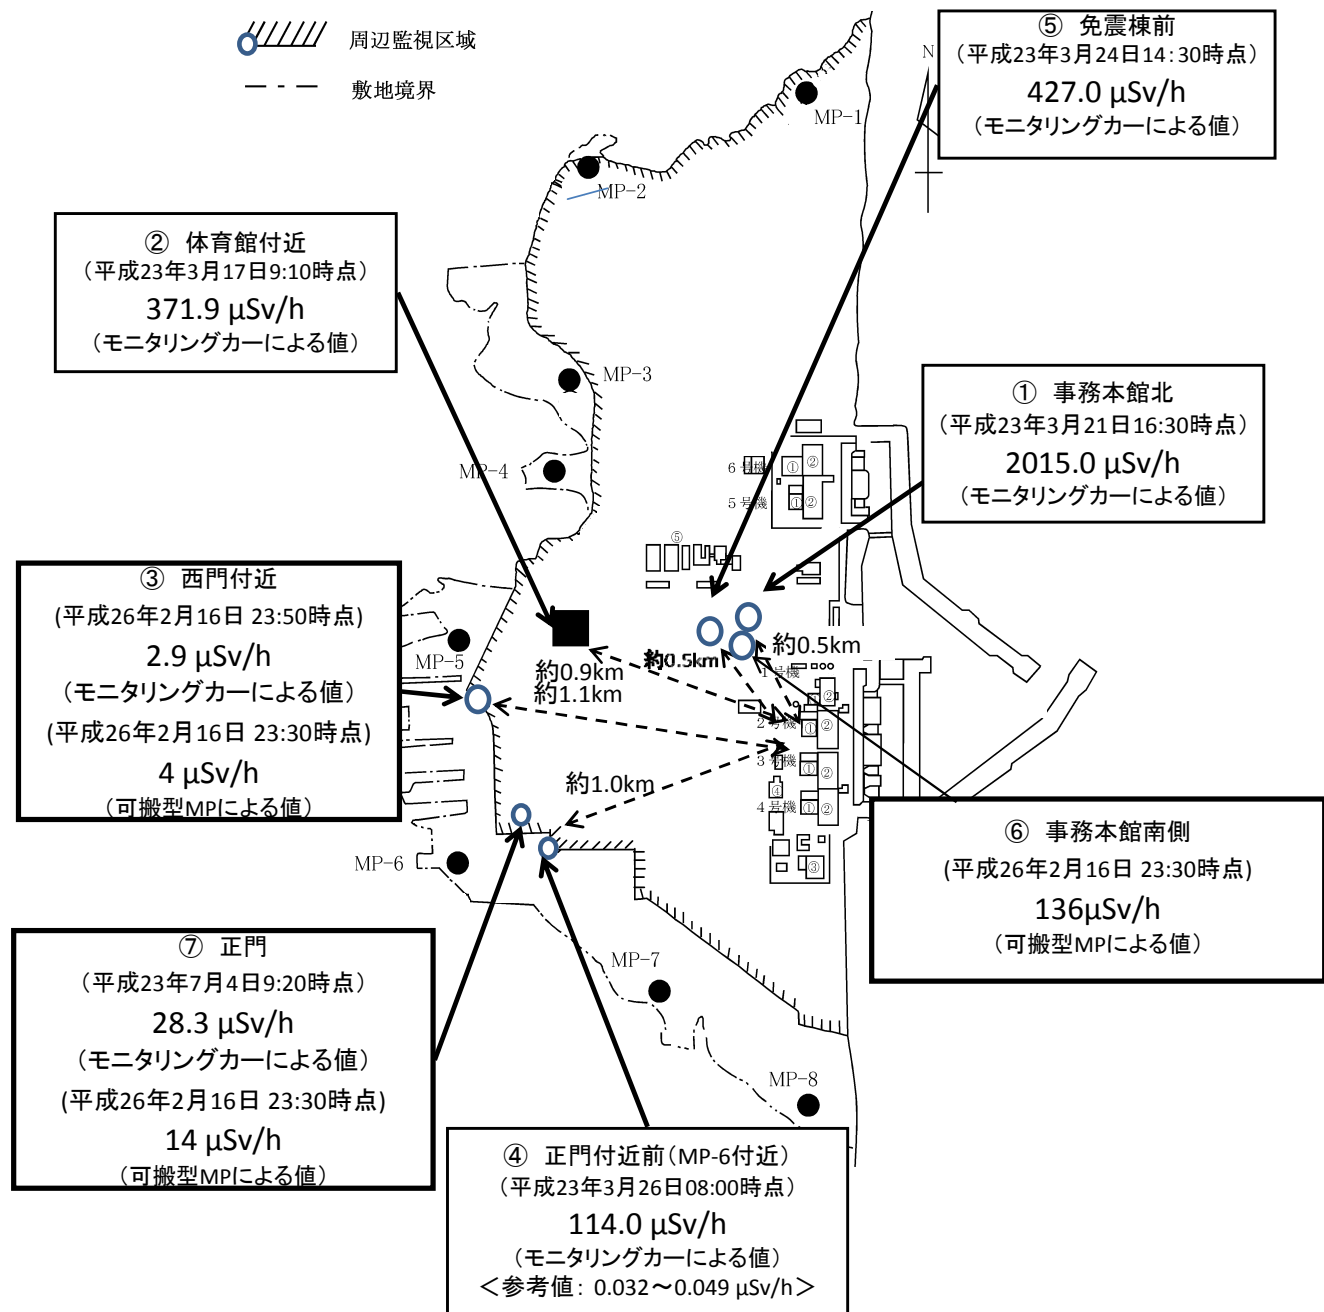 周辺監視区域
敷地境界
⑤ 免震棟前
（平成23年3月24日14:30時点）
427.0 μSv/h
（モニタリングカーによる値）
N
MP-1
MP-2
② 体育館付近
（平成23年3月17日9:10時点）
371.9 μSv/h
（モニタリングカーによる値）
MP-3
① 事務本館北
（平成23年3月21日16:30時点）
2015.0 μSv/h
（モニタリングカーによる値）
MP-4
6号機
① ②
5号機
① ②
⑤
③ 西門付近
(平成26年2月16日 23:50時点)
2.9 μSv/h
（モニタリングカーによる値）
(平成26年2月16日 23:30時点)
4 μSv/h
（可搬型MPによる値）
MP-5
約0.5km
約0.5km
約0.9km
約1.1km
1号機
②
2号機
① ②
3号機
① ②
④
約1.0km
4号機
① ②
③
MP-6
⑥ 事務本館南側
(平成26年2月16日 23:30時点)
136μSv/h
（可搬型MPによる値）
⑦ 正門
（平成23年7月4日9:20時点）
28.3 μSv/h
（モニタリングカーによる値）
(平成26年2月16日 23:30時点)
14 μSv/h
（可搬型MPによる値）
MP-7
MP-8
④ 正門付近前（MP-6付近）
（平成23年3月26日08:00時点）
114.0 μSv/h
（モニタリングカーによる値）
＜参考値：0.032～0.049 μSv/h＞